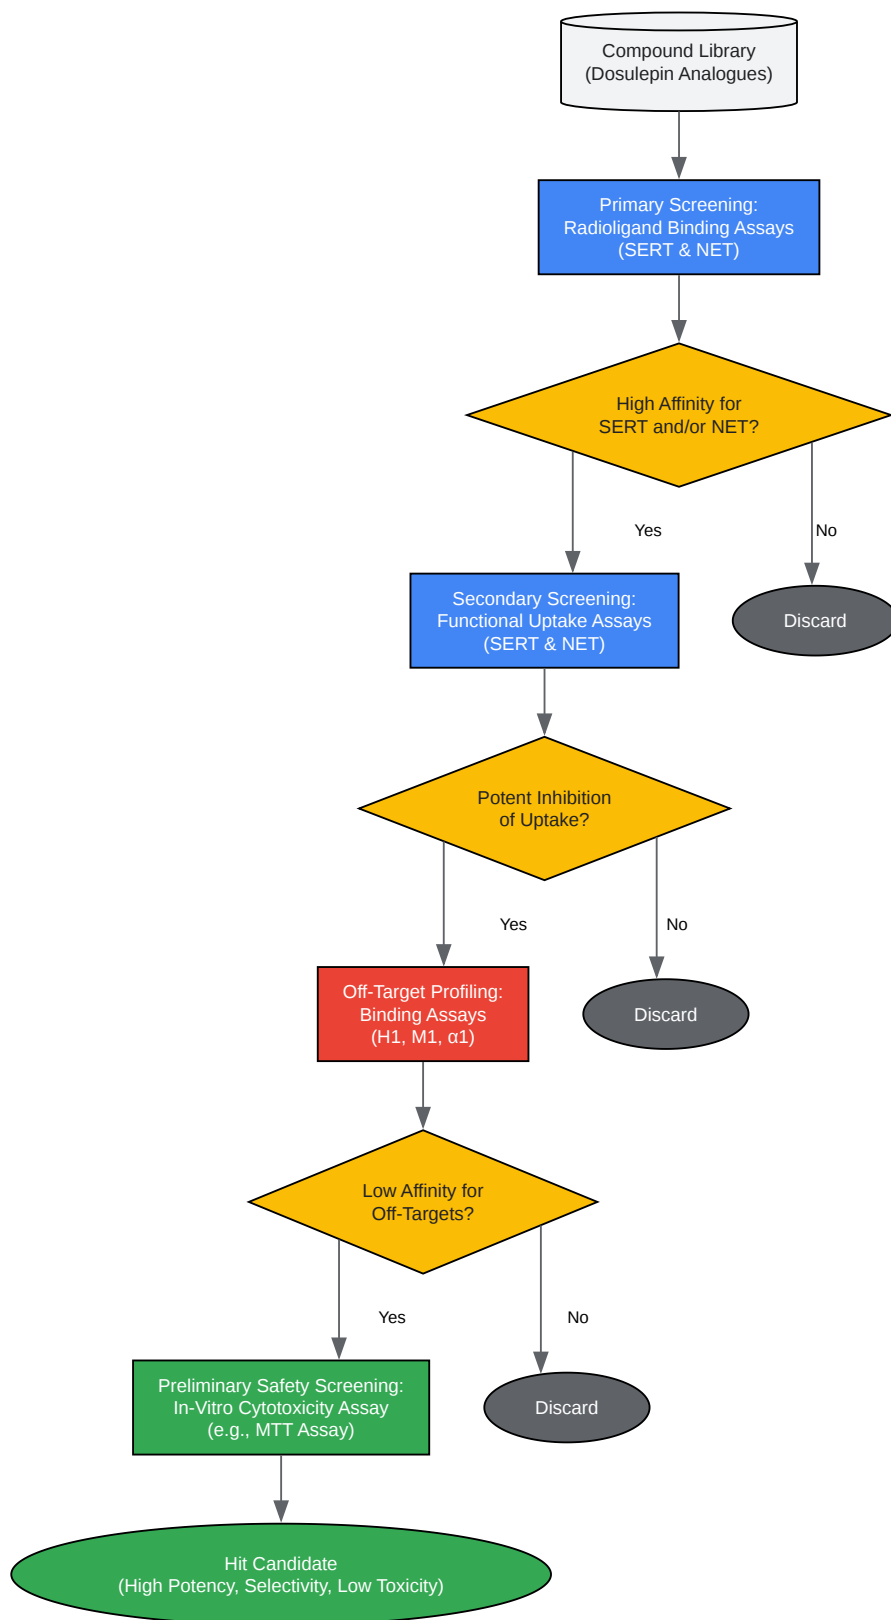 Compound Library
(Dosulepin Analogues)
Primary Screening:
Radioligand Binding Assays
(SERT & NET)
High Affinity for
SERT and/or NET?
Yes
No
Secondary Screening:
Functional Uptake Assays
(SERT & NET)
Discard
Potent Inhibition
of Uptake?
Yes
No
Off-Target Profiling:
Binding Assays
(H1, M1, α1)
Discard
Low Affinity for
Off-Targets?
Yes
No
Preliminary Safety Screening:
In-Vitro Cytotoxicity Assay
(e.g., MTT Assay)
Discard
Hit Candidate
(High Potency, Selectivity, Low Toxicity)